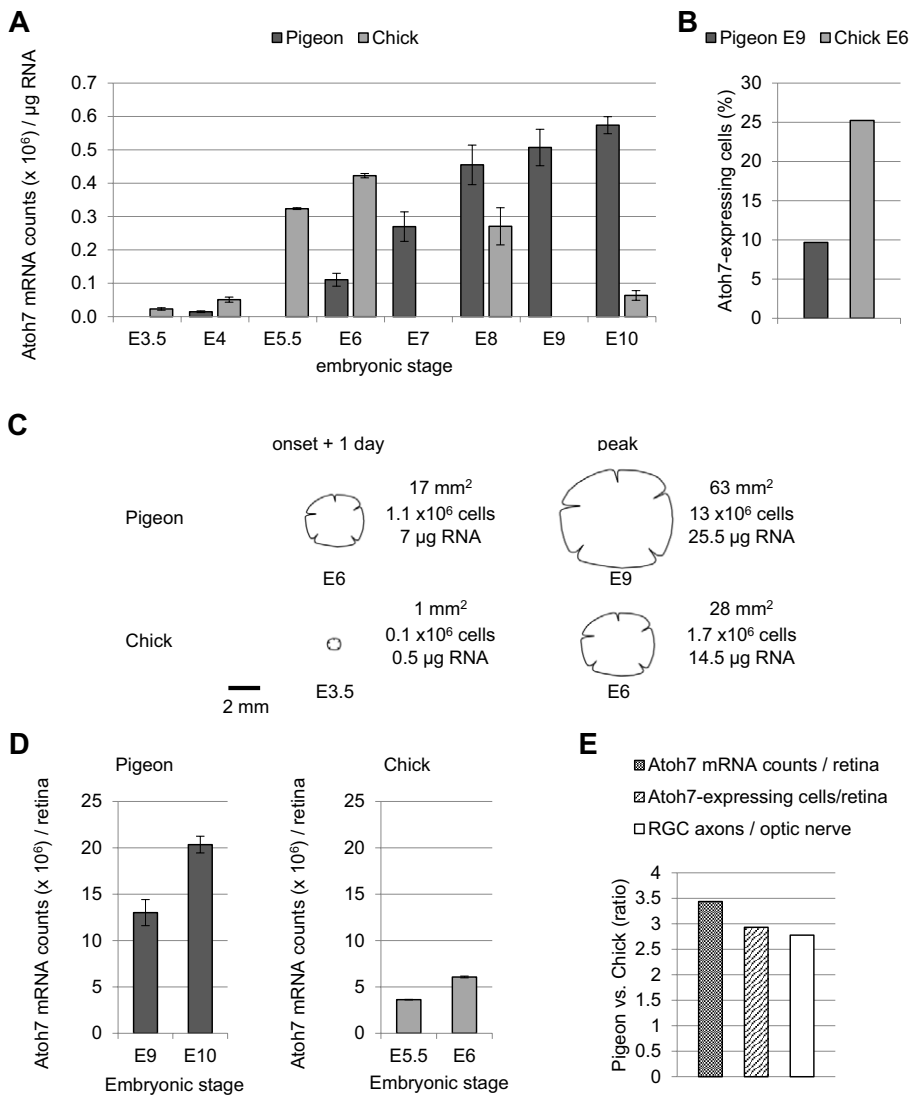 A
Pigeon Chick
Atoh7 mRNA counts (x 10⁶) / µg RNA
0.7
0.6
0.5
0.4
0.3
0.2
0.1
0.0
E3.5 E4 E5.5 E6 E7 E8 E9 E10
embryonic stage
B
Pigeon E9 Chick E6
Atoh7-expressing cells (%)
30
25
20
15
10
5
0
C
onset + 1 day peak
Pigeon
17 mm²
1.1 x10⁶ cells
7 µg RNA
E6
63 mm²
13 x10⁶ cells
25.5 µg RNA
E9
Chick
1 mm²
0.1 x10⁶ cells
0.5 µg RNA
E3.5
28 mm²
1.7 x10⁶ cells
14.5 µg RNA
E6
2 mm
D
Pigeon
Atoh7 mRNA counts (x 10⁶) / retina
25
20
15
10
5
0
E9 E10
Embryonic stage
Chick
Atoh7 mRNA counts (x 10⁶) / retina
25
20
15
10
5
0
E5.5 E6
Embryonic stage
E
Atoh7 mRNA counts / retina
Atoh7-expressing cells/retina
RGC axons / optic nerve
Pigeon vs. Chick (ratio)
4
3.5
3
2.5
2
1.5
1
0.5
0